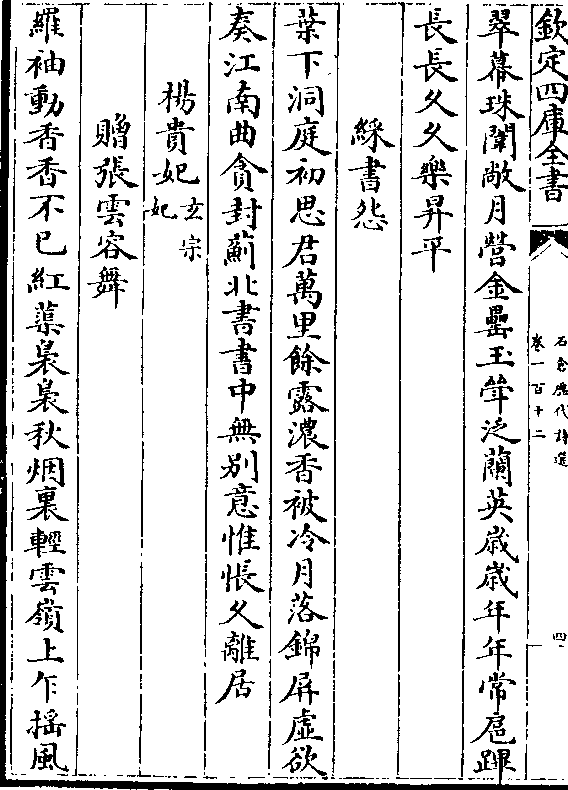 欽定四庫全書
石倉歷代詩選
卷一百十二
四
翠幕珠闈敞月營金罍玉斝泛蘭英歲歲年年常扈蹕
長長久久樂昇平
綵書怨
葉下洞庭初思君萬里餘露濃香被冷月落錦屏虛欲
奏江南曲貪封薊北書書中無别意惟悵久離居
楊貴妃玄宗妃
贈張雲容舞
羅袖動香香不已紅蕖裊裊秋烟裏輕雲嶺上乍揺風